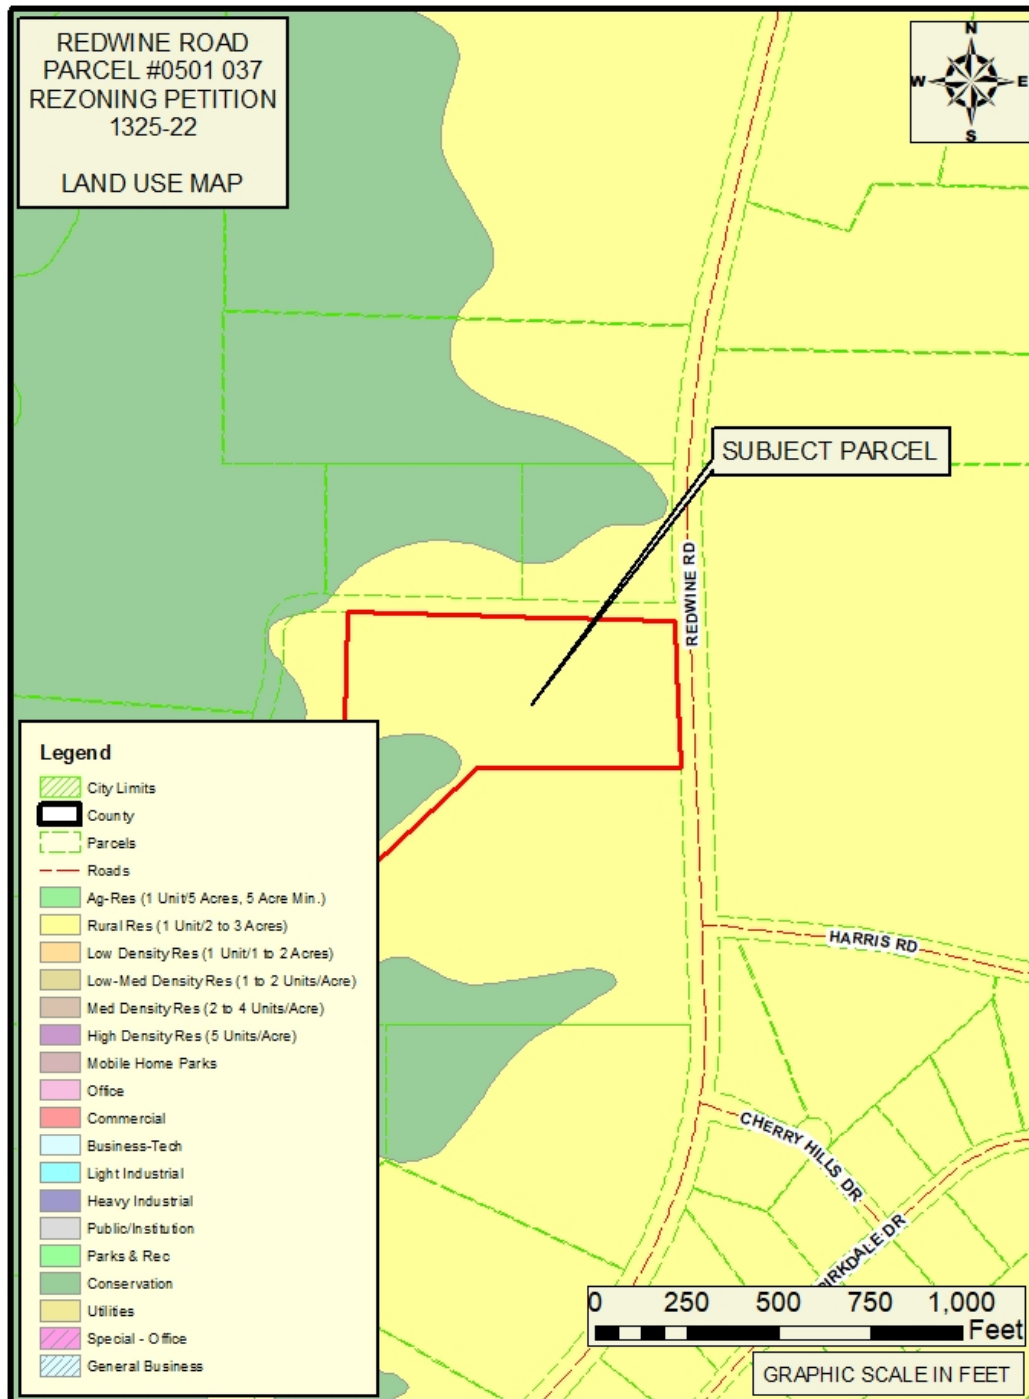 REDWINE ROAD
PARCEL #0501 037
REZONING PETITION
1325-22
LAND USE MAP
N
W
E
S
SUBJECT PARCEL
REDWINE RD
HARRIS RD
CHERRY HILLS DR
BIRKDALE DR
Legend
City Limits
County
Parcels
Roads
Ag-Res (1 Unit/5 Acres, 5 Acre Min.)
Rural Res (1 Unit/2 to 3 Acres)
Low Density Res (1 Unit/1 to 2 Acres)
Low-Med Density Res (1 to 2 Units/Acre)
Med Density Res (2 to 4 Units/Acre)
High Density Res (5 Units/Acre)
Mobile Home Parks
Office
Commercial
Business-Tech
Light Industrial
Heavy Industrial
Public/Institution
Parks & Rec
Conservation
Utilities
Special - Office
General Business
0 250 500 750 1,000
Feet
GRAPHIC SCALE IN FEET